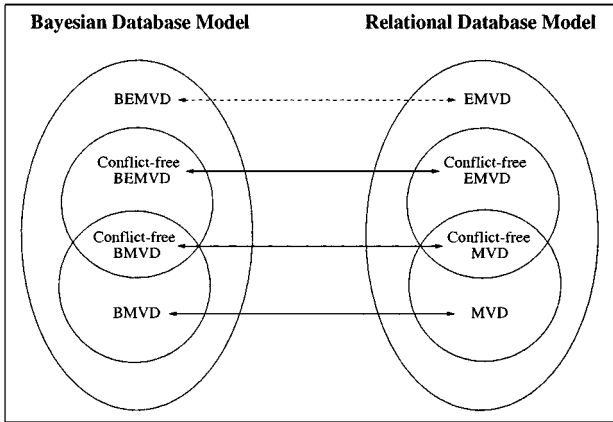 Bayesian Database Model
Relational Database Model
BEMVD
EMVD
Conflict-free
BEMVD
Conflict-free
EMVD
Conflict-free
BMVD
Conflict-free
MVD
BMVD
MVD